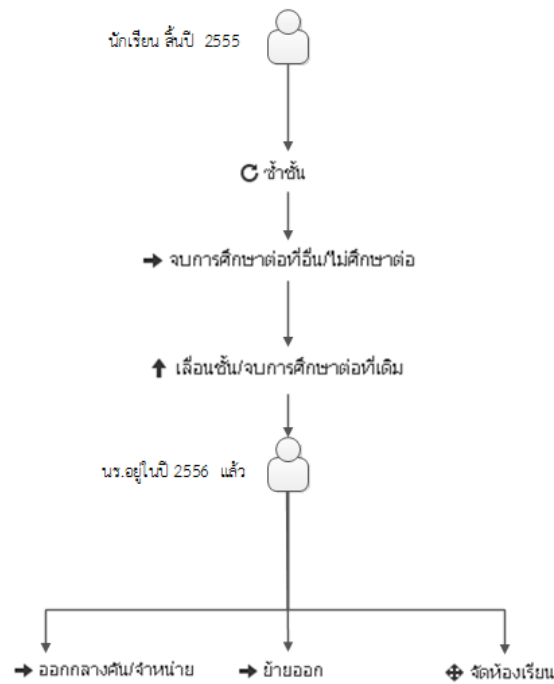 นักเรียน สิ้นปี 2555
ซ้ำชั้น
จบการศึกษาต่อที่อื่น/ไม่ศึกษาต่อ
เลื่อนชั้น/จบการศึกษาต่อที่เดิม
นร.อยู่ในปี 2556 แล้ว
ออกกลางคัน/จำหน่าย
ย้ายออก
จัดห้องเรียน